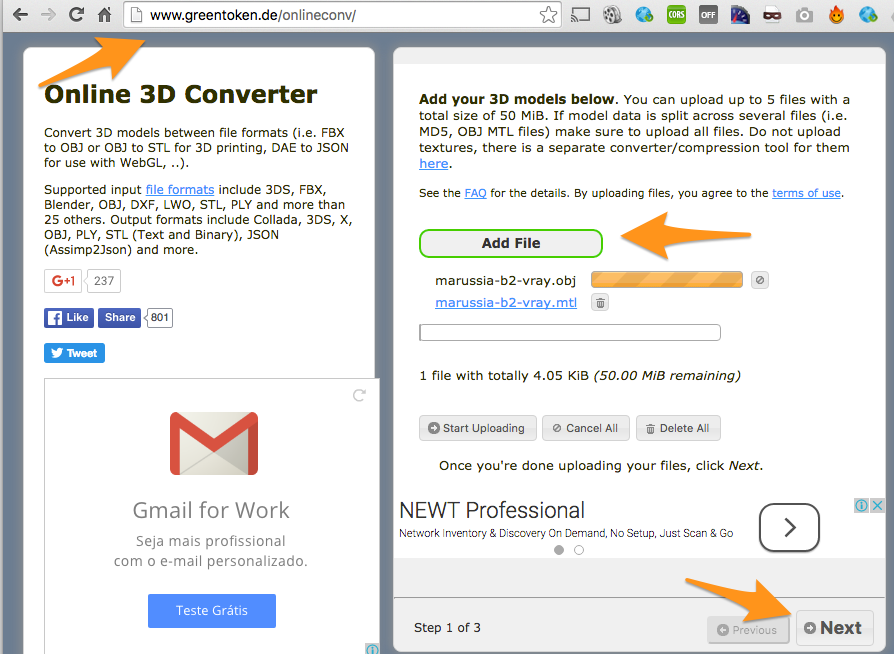 www.greentoken.de/onlineconv/
CORS
OFF
Online 3D Converter
Convert 3D models between file formats (i.e. FBX
to OBJ or OBJ to STL for 3D printing, DAE to JSON
for use with WebGL, ..).
Supported input file formats include 3DS, FBX,
Blender, OBJ, DXF, LWO, STL, PLY and more than
25 others. Output formats include Collada, 3DS, X,
OBJ, PLY, STL (Text and Binary), JSON
(Assimp2Json) and more.
G+1 237
Like Share 801
Tweet
Gmail for Work
Seja mais profissional
com o e-mail personalizado.
Teste Grátis
Add your 3D models below. You can upload up to 5 files with a
total size of 50 MiB. If model data is split across several files (i.e.
MD5, OBJ MTL files) make sure to upload all files. Do not upload
textures, there is a separate converter/compression tool for them
here.
See the FAQ for the details. By uploading files, you agree to the terms of use.
Add File
marussia-b2-vray.obj
marussia-b2-vray.mtl
1 file with totally 4.05 KiB (50.00 MiB remaining)
Start Uploading Cancel All Delete All
Once you're done uploading your files, click Next.
NEWT Professional
Network Inventory & Discovery On Demand, No Setup, Just Scan & Go
Step 1 of 3
Previous
Next